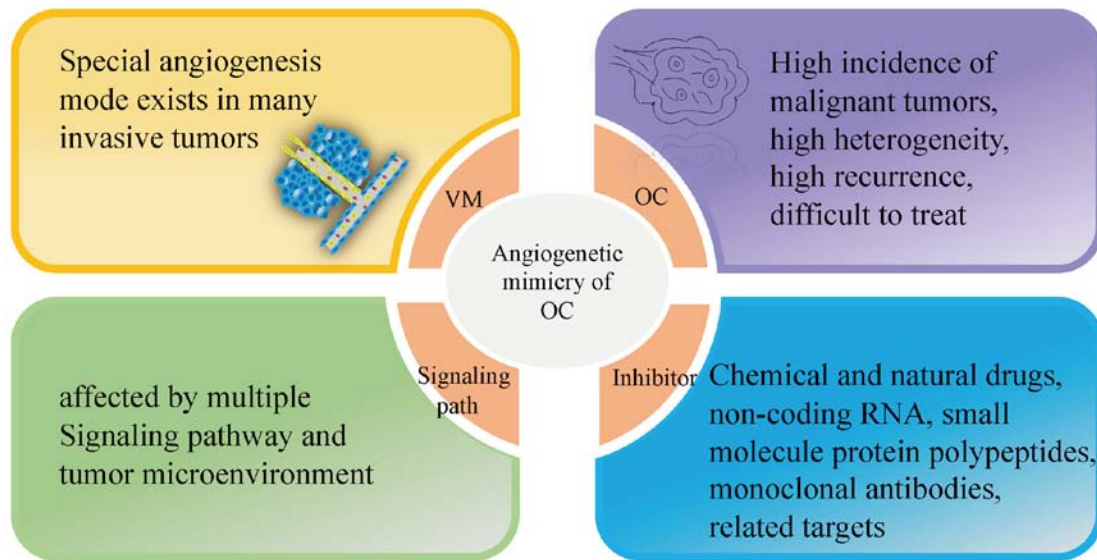 Special angiogenesis
mode exists in many
invasive tumors
VM
High incidence of
malignant tumors,
high heterogeneity,
high recurrence,
difficult to treat
OC
Angiogenetic
mimicry of
OC
affected by multiple
Signaling pathway and
tumor microenvironment
Signaling
path
Inhibitor
Chemical and natural drugs,
non-coding RNA, small
molecule protein polypeptides,
monoclonal antibodies,
related targets